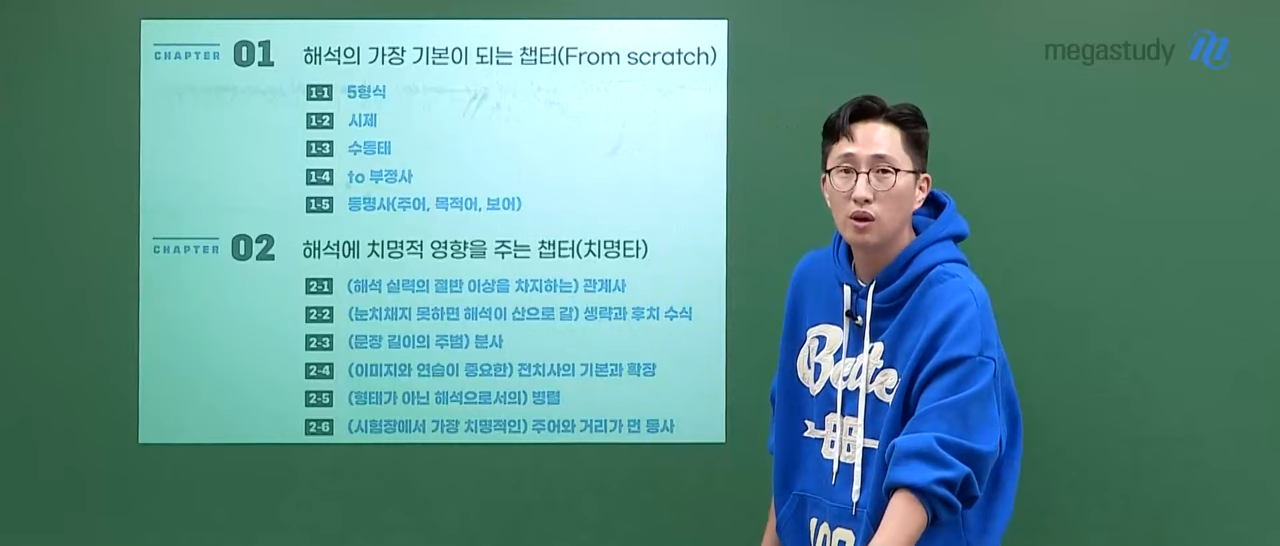 CHAPTER 01 해석의 가장 기본이 되는 챕터(From scratch)
1-1 5형식
1-2 시제
1-3 수동태
1-4 to 부정사
1-5 동명사(주어, 목적어, 보어)
CHAPTER 02 해석에 치명적 영향을 주는 챕터(치명타)
2-1 (해석 실력의 절반 이상을 차지하는) 관계사
2-2 (눈치채지 못하면 해석이 산으로 감) 생략과 후치 수식
2-3 (문장 길이의 주범) 분사
2-4 (이미지와 연습이 중요한) 전치사의 기본과 확장
2-5 (형태가 아닌 해석으로서의) 병렬
2-6 (시험장에서 가장 치명적인) 주어와 거리가 먼 동사
megastudy
88